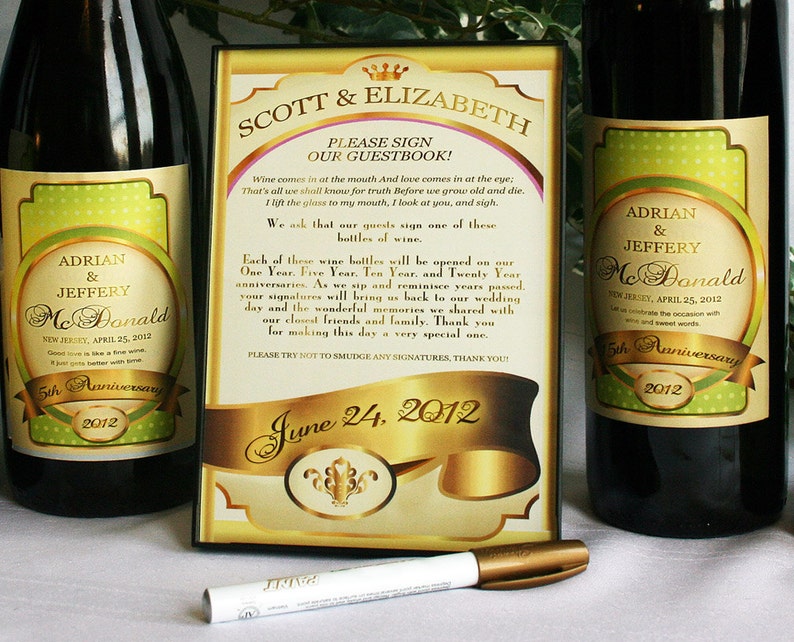 ADRIAN
&
JEFFERY
McDonald
NEW JERSEY, APRIL 25, 2012
Good love is like a fine wine,
it just gets better with time.
5th Anniversary
2012
SCOTT & ELIZABETH
PLEASE SIGN
OUR GUESTBOOK!
Wine comes in at the mouth And love comes in at the eye;
That's all we shall know for truth Before we grow old and die.
I lift the glass to my mouth, I look at you, and sigh.
We ask that our guests sign one of these
bottles of wine.
Each of these wine bottles will be opened on our
One Year, Five Year, Ten Year, and Twenty Year
anniversaries. As we sip and reminisce years passed,
your signatures will bring us back to our wedding
day and the wonderful memories we shared with
our closest friends and family. Thank you
for making this day a very special one.
PLEASE TRY NOT TO SMUDGE ANY SIGNATURES, THANK YOU!
June 24, 2012
ADRIAN
&
JEFFERY
McDonald
NEW JERSEY, APRIL 25, 2012
Let us celebrate the occasion with
wine and sweet words.
15th Anniversary
2012
PAINT